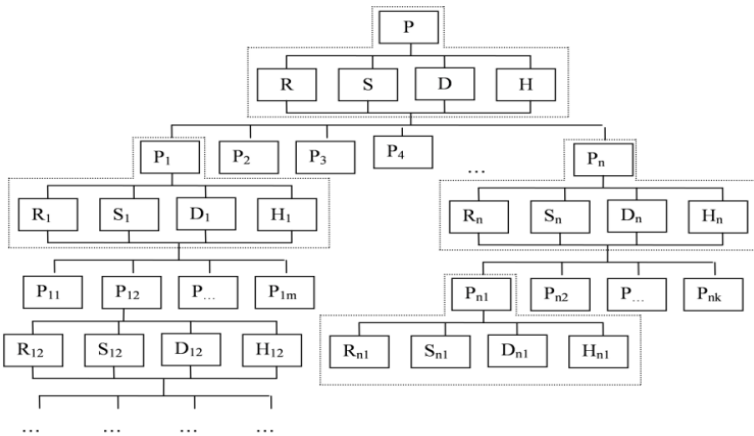 P
R S D H
P₁ P₂ P₃ P₄ ... Pₙ
R₁ S₁ D₁ H₁ Rₙ Sₙ Dₙ Hₙ
P₁₁ P₁₂ P... P₁ₘ Pₙ₁ Pₙ₂ P... Pₙₖ
R₁₂ S₁₂ D₁₂ H₁₂ Rₙ₁ Sₙ₁ Dₙ₁ Hₙ₁
... ... ... ...